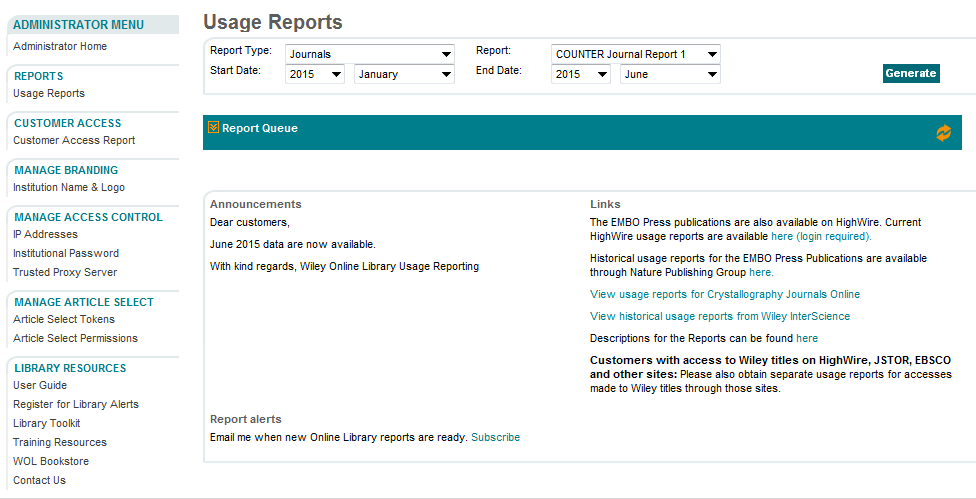 ADMINISTRATOR MENU
Administrator Home
REPORTS
Usage Reports
CUSTOMER ACCESS
Customer Access Report
MANAGE BRANDING
Institution Name & Logo
MANAGE ACCESS CONTROL
IP Addresses
Institutional Password
Trusted Proxy Server
MANAGE ARTICLE SELECT
Article Select Tokens
Article Select Permissions
LIBRARY RESOURCES
User Guide
Register for Library Alerts
Library Toolkit
Training Resources
WOL Bookstore
Contact Us
Usage Reports
Report Type: Journals Report: COUNTER Journal Report 1
Start Date: 2015 January End Date: 2015 June
Generate
Report Queue
Announcements
Dear customers,
June 2015 data are now available.
With kind regards, Wiley Online Library Usage Reporting
Links
The EMBO Press publications are also available on HighWire. Current
HighWire usage reports are available here (login required).
Historical usage reports for the EMBO Press Publications are available
through Nature Publishing Group here.
View usage reports for Crystallography Journals Online
View historical usage reports from Wiley InterScience
Descriptions for the Reports can be found here
Customers with access to Wiley titles on HighWire, JSTOR, EBSCO
and other sites: Please also obtain separate usage reports for accesses
made to Wiley titles through those sites.
Report alerts
Email me when new Online Library reports are ready. Subscribe